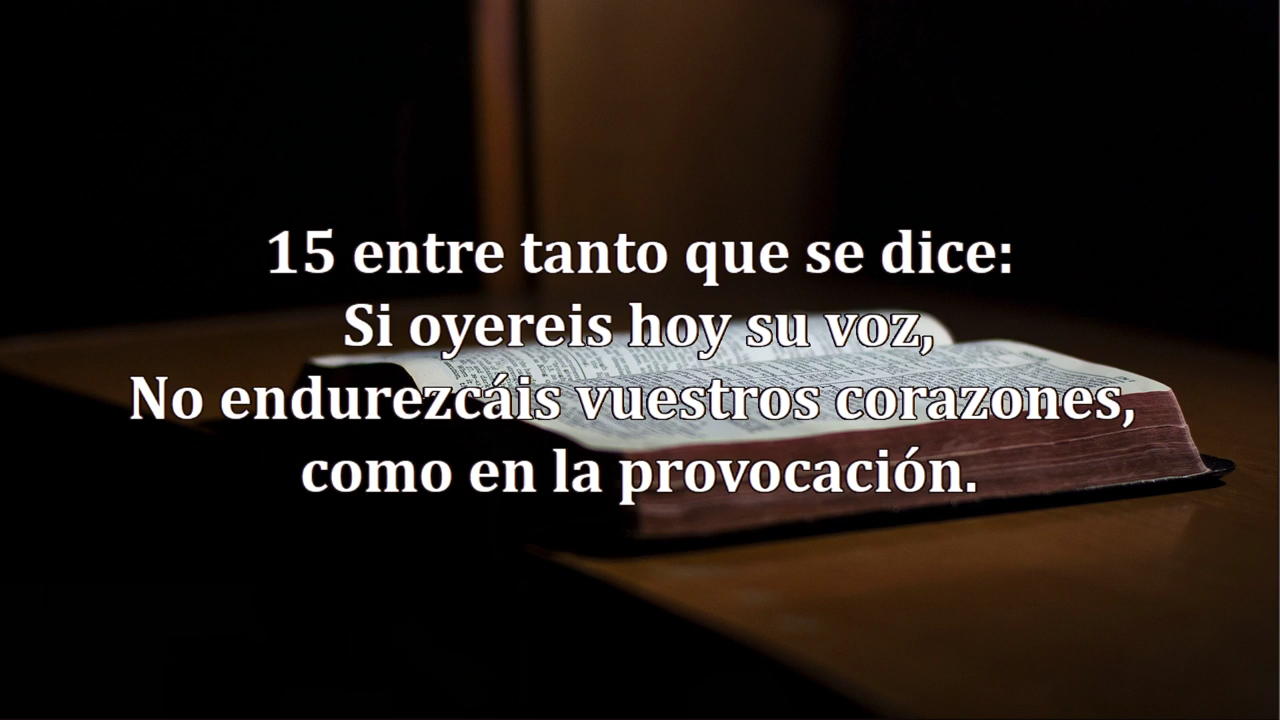 15 entre tanto que se dice:
Si oyereis hoy su voz,
No endurezcáis vuestros corazones,
como en la provocación.